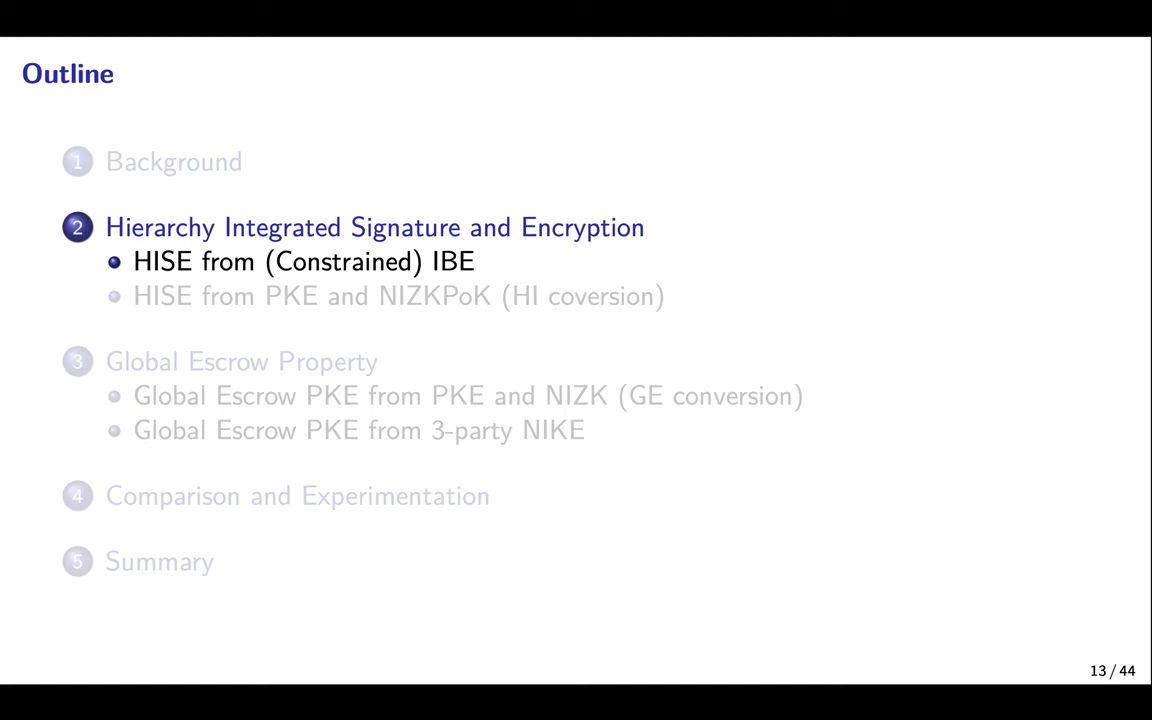 Outline
1 Background
2 Hierarchy Integrated Signature and Encryption
HISE from (Constrained) IBE
HISE from PKE and NIZKPoK (HI coversion)
3 Global Escrow Property
Global Escrow PKE from PKE and NIZK (GE conversion)
Global Escrow PKE from 3-party NIKE
4 Comparison and Experimentation
5 Summary
13 / 44